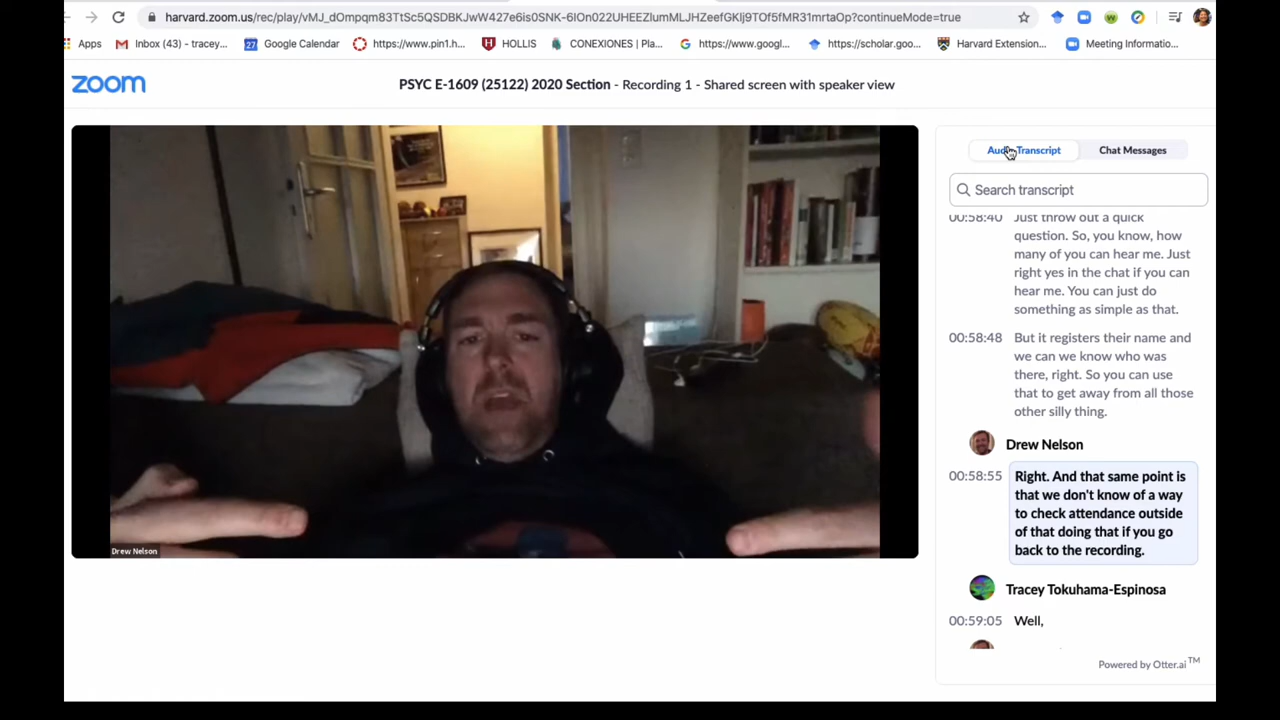 harvard.zoom.us/rec/play/vMJ_dOmpqm83TtSc5QSDBKJwW427e6is0SNK-6IOn022UHEEZlumMLJHZeefGKlj9TOf5fMR31mrtaOp?continueMode=true
Apps Inbox (43) - tracey... Google Calendar https://www.pin1.h... HOLLIS CONEXIONES | Pla... https://www.googl... https://scholar.goo... Harvard Extension... Meeting Informatio...
zoom PSYC E-1609 (25122) 2020 Section - Recording 1 - Shared screen with speaker view
Audio Transcript Chat Messages
Search transcript
00:58:40 Just throw out a quick
question. So, you know, how
many of you can hear me. Just
right yes in the chat if you can
hear me. You can just do
something as simple as that.
00:58:48 But it registers their name and
we can we know who was
there, right. So you can use
that to get away from all those
other silly thing.
Drew Nelson
00:58:55 Right. And that same point is
that we don't know of a way
to check attendance outside
of that doing that if you go
back to the recording.
Drew Nelson
Tracey Tokuhama-Espinosa
00:59:05 Well,
Powered by Otter.ai™